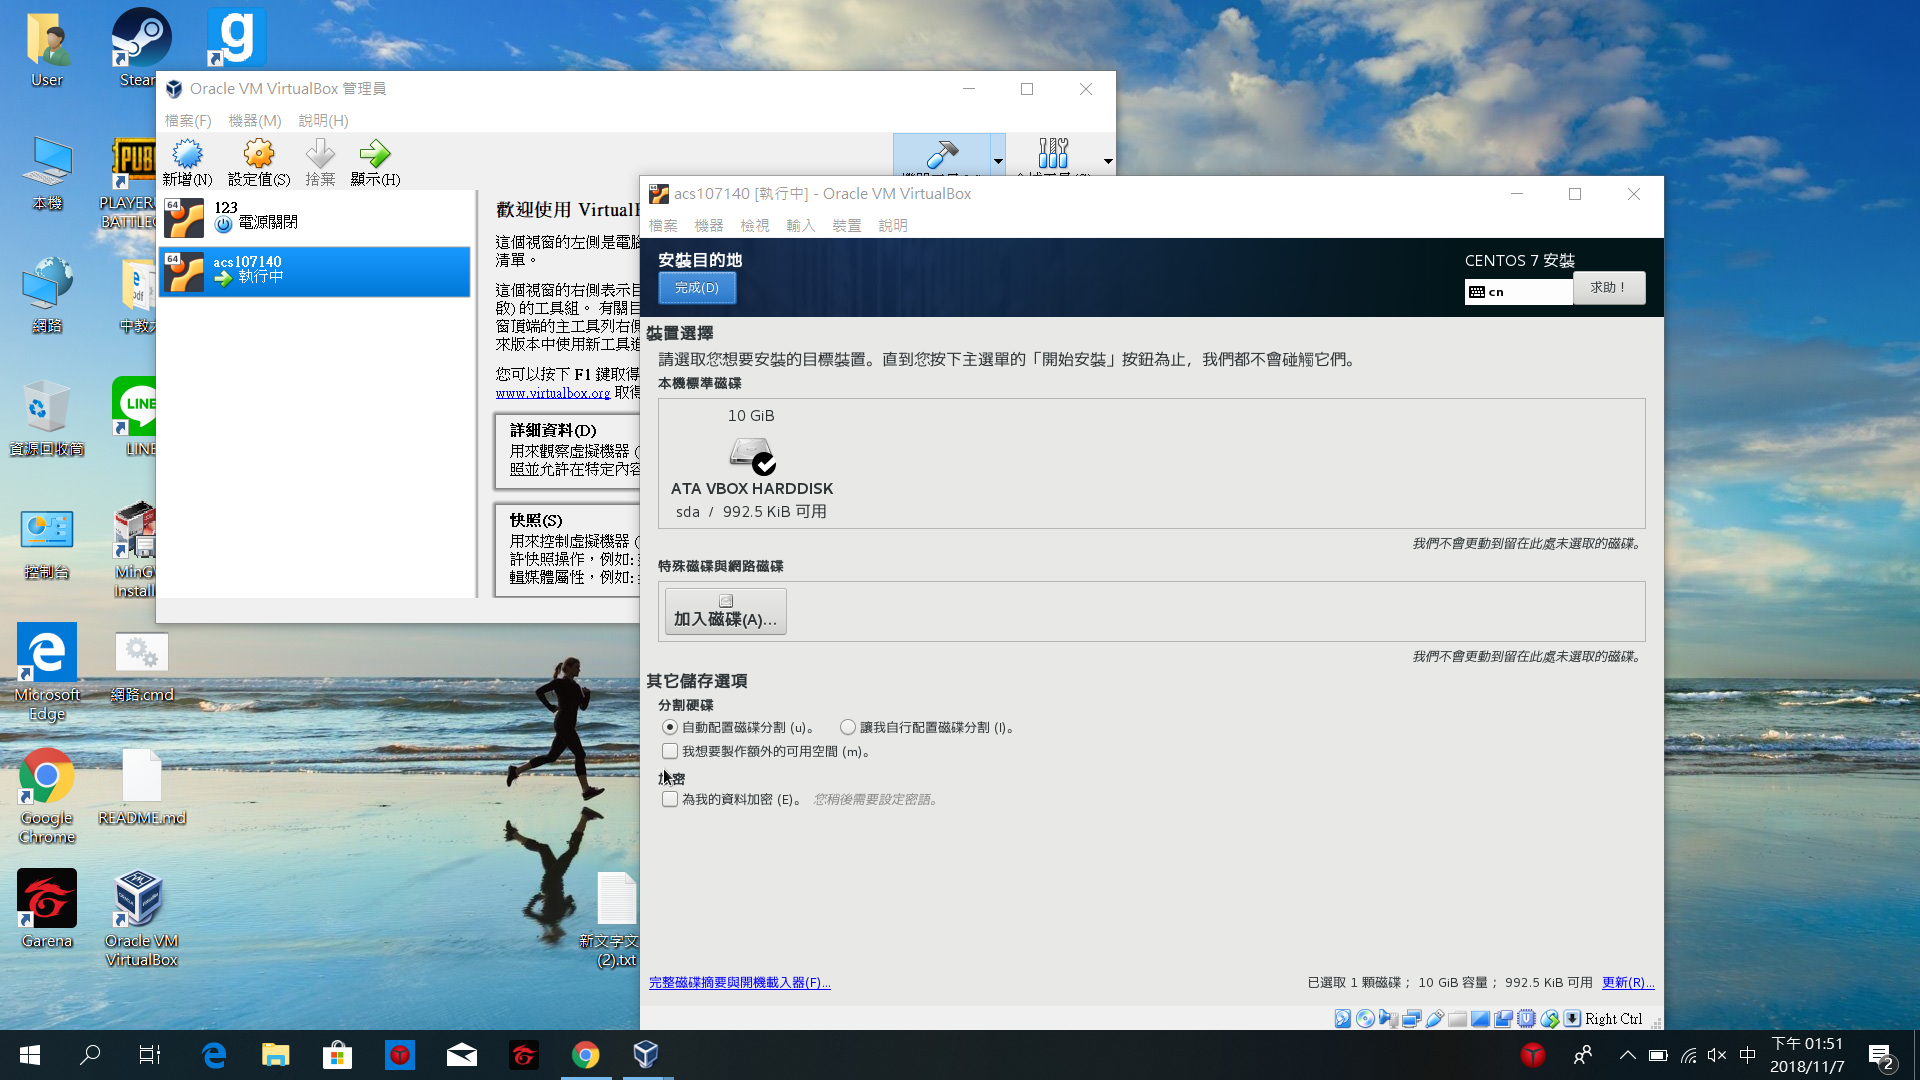 User
Stear
本機
PLAYER
BATTLEG
網路
中教大
資源回收筒
LINE
控制台
MinG
Install
Microsoft
Edge
網路.cmd
Google
Chrome
README.md
Garena
Oracle VM
VirtualBox
新文字文
(2).txt
Oracle VM VirtualBox 管理員
檔案(F) 機器(M) 說明(H)
新增(N) 設定值(S) 捨棄 顯示(H)
64 123
電源關閉
64 acs107140
執行中
歡迎使用 VirtualB
這個視窗的左側是電腦
清單。
這個視窗的右側表示目
啟) 的工具組。 有關目
窗頂端的主工具列右側
來版本中使用新工具進
您可以按下 F1 鍵取得
www.virtualbox.org 取得
詳細資料(D)
用來觀察虛擬機器 (
照並允許在特定內容
快照(S)
用來控制虛擬機器 (
許快照操作，例如:
輯媒體屬性，例如:
acs107140 [執行中] - Oracle VM VirtualBox
檔案 機器 檢視 輸入 裝置 說明
安裝目的地
完成(D)
CENTOS 7 安裝
cn
求助！
裝置選擇
請選取您想要安裝的目標裝置。直到您按下主選單的「開始安裝」按鈕為止，我們都不會碰觸它們。
本機標準磁碟
10 GiB
ATA VBOX HARDDISK
sda / 992.5 KiB 可用
我們不會更動到留在此處未選取的磁碟。
特殊磁碟與網路磁碟
加入磁碟(A)...
我們不會更動到留在此處未選取的磁碟。
其它儲存選項
分割硬碟
自動配置磁碟分割 (u)。 讓我自行配置磁碟分割 (I)。
我想要製作額外的可用空間 (m)。
加密
為我的資料加密 (E)。 您稍後需要設定密語。
完整磁碟摘要與開機載入器(F)...
已選取 1 顆磁碟； 10 GiB 容量； 992.5 KiB 可用 更新(R)...
Right Ctrl
中
下午 01:51
2018/11/7
2